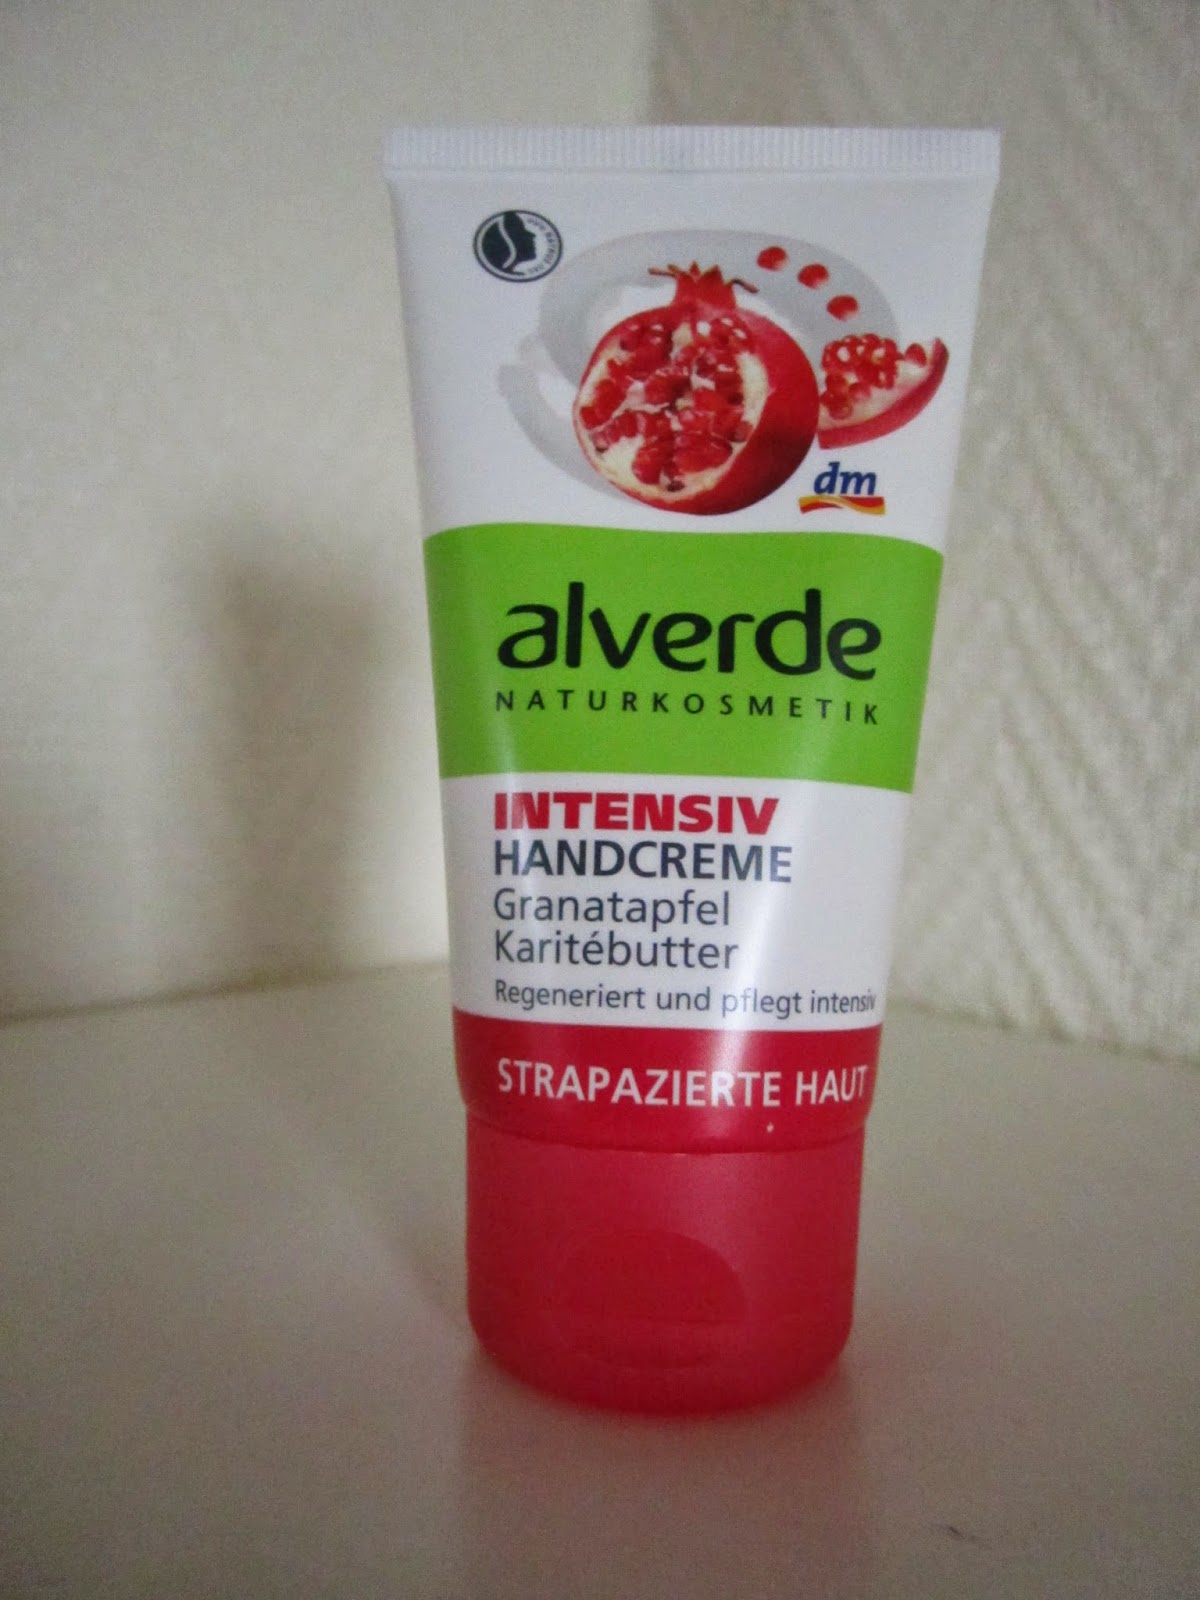 dm
alverde
NATURKOSMETIK
INTENSIV
HANDCREME
Granatapfel
Karitébutter
Regeneriert und pflegt intensiv
STRAPAZIERTE HAUT